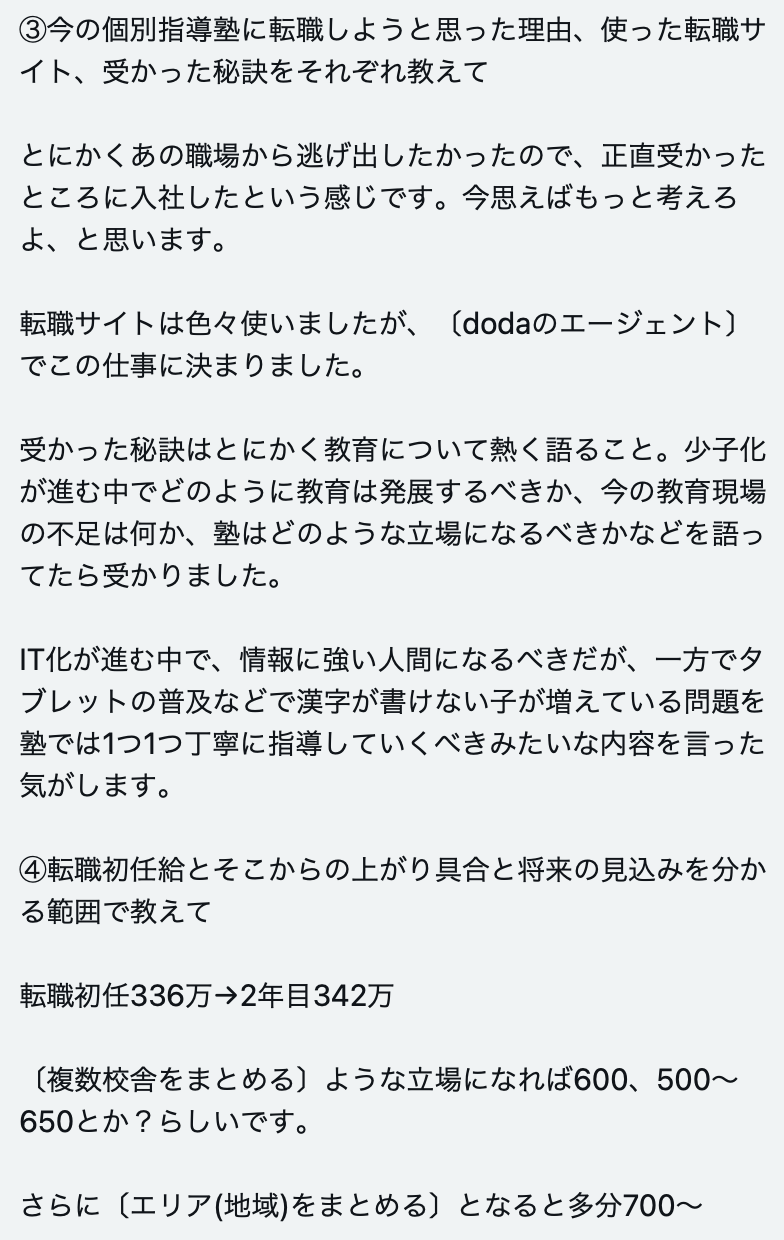 ③今の個別指導塾に転職しようと思った理由、使った転職サ
イト、受かった秘訣をそれぞれ教えて
とにかくあの職場から逃げ出したかったので、正直受かった
ところに入社したという感じです。今思えばもっと考えろ
よ、と思います。
転職サイトは色々使いましたが、〔dodaのエージェント〕
でこの仕事に決まりました。
受かった秘訣はとにかく教育について熱く語ること。少子化
が進む中でどのように教育は発展するべきか、今の教育現場
の不足は何か、塾はどのような立場になるべきかなどを語っ
てたら受かりました。
IT化が進む中で、情報に強い人間になるべきだが、一方でタ
ブレットの普及などで漢字が書けない子が増えている問題を
塾では1つ1つ丁寧に指導していくべきみたいな内容を言った
気がします。
④転職初任給とそこからの上がり具合と将来の見込みを分か
る範囲で教えて
転職初任336万→2年目342万
〔複数校舎をまとめる〕ような立場になれば600、500〜
650とか？らしいです。
さらに〔エリア(地域)をまとめる〕となると多分700〜